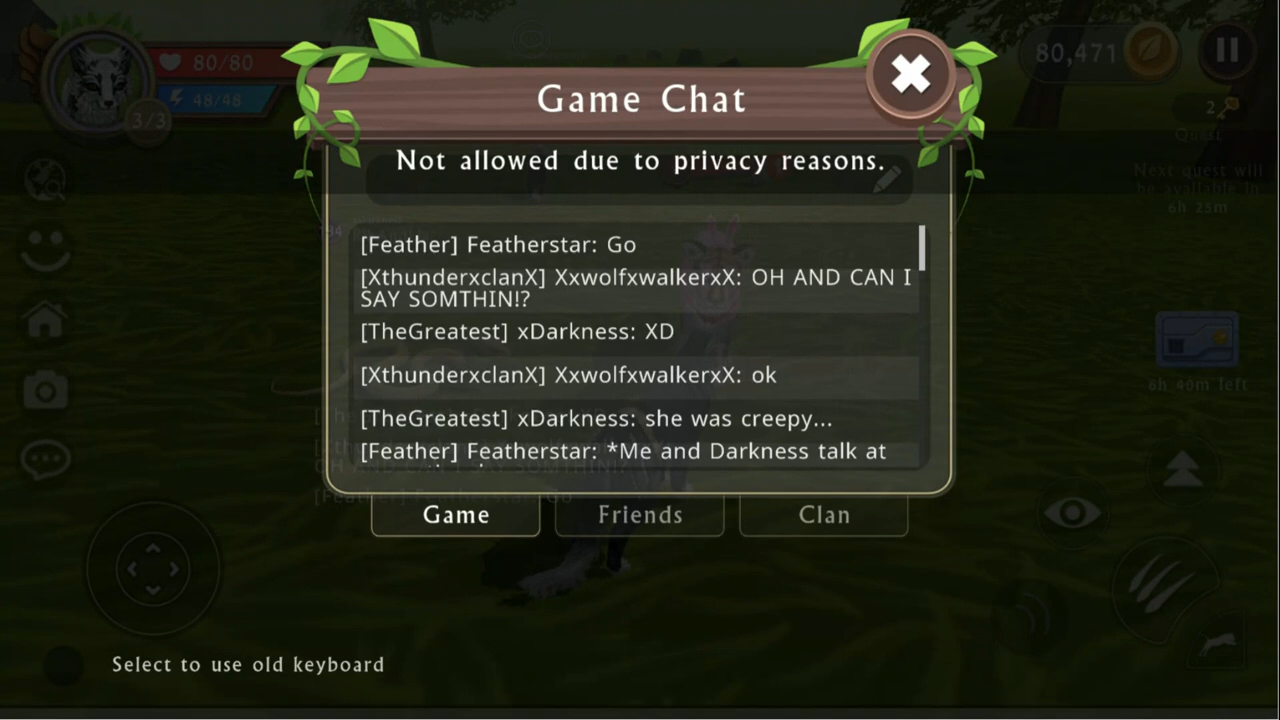 80/80
48/48
3/3
80,471
2
Quest
Next quest will
be available in
6h 25m
Game Chat
Not allowed due to privacy reasons.
[Feather] Featherstar: Go
[XthunderxclanX] XxwolfxwalkerxX: OH AND CAN I
SAY SOMTHIN!?
[TheGreatest] xDarkness: XD
[XthunderxclanX] XxwolfxwalkerxX: ok
[TheGreatest] xDarkness: she was creepy...
[Feather] Featherstar: *Me and Darkness talk at
6h 40m left
Game
Friends
Clan
Select to use old keyboard